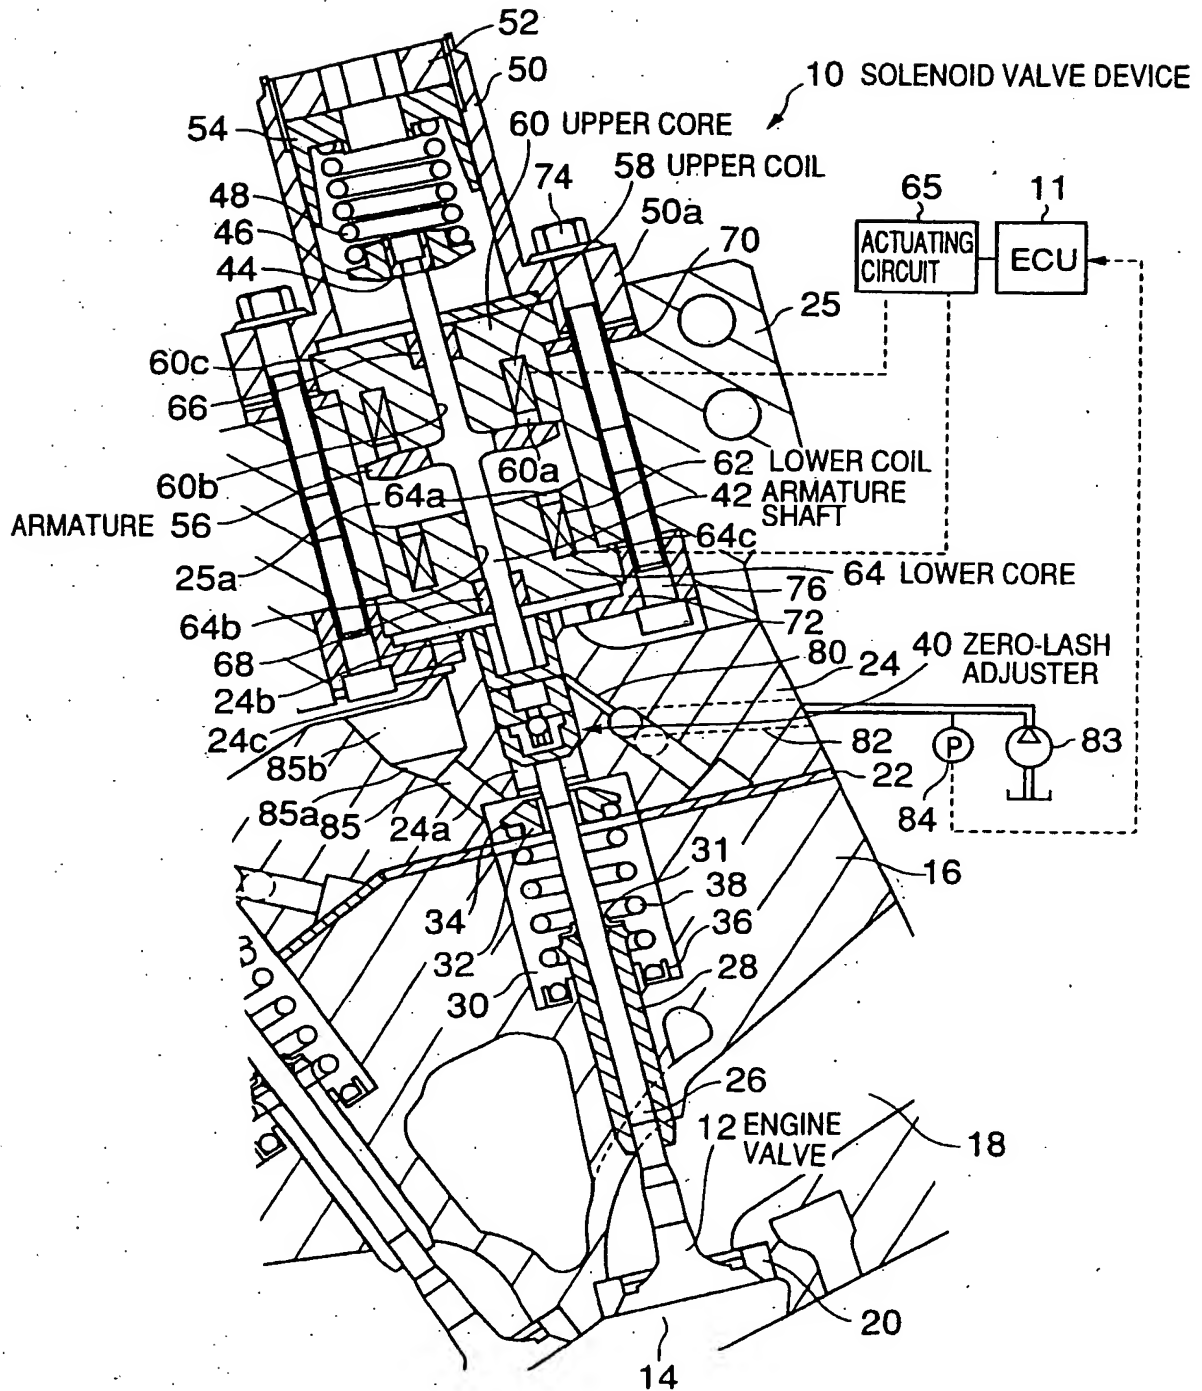 52
50
10 SOLENOID VALVE DEVICE
54
60 UPPER CORE
58 UPPER COIL
74
65
11
48
50a
46
70
ACTUATING
CIRCUIT
ECU
44
25
60c
66
60b
64a
60a
62 LOWER COIL
42 ARMATURE
SHAFT
ARMATURE 56
64c
25a
64 LOWER CORE
76
64b
72
68
80
40 ZERO-LASH
ADJUSTER
24b
24
24c
82
P
83
85b
22
84
85a
85
24a
31
16
38
34
36
32
28
30
26
12 ENGINE
VALVE
18
20
14